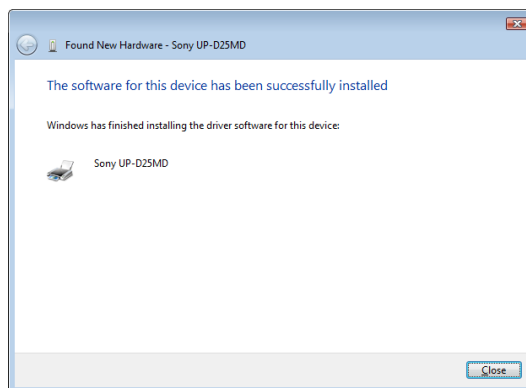 Found New Hardware - Sony UP-D25MD
The software for this device has been successfully installed
Windows has finished installing the driver software for this device:
Sony UP-D25MD
Close